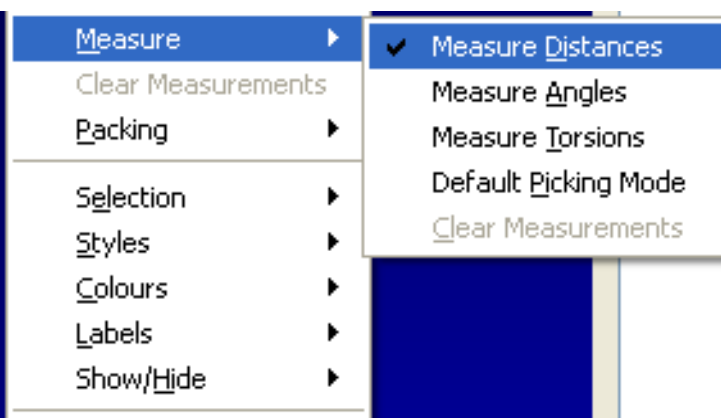 Measure
Clear Measurements
Packing
Selection
Styles
Colours
Labels
Show/Hide
Measure Distances
Measure Angles
Measure Torsions
Default Picking Mode
Clear Measurements